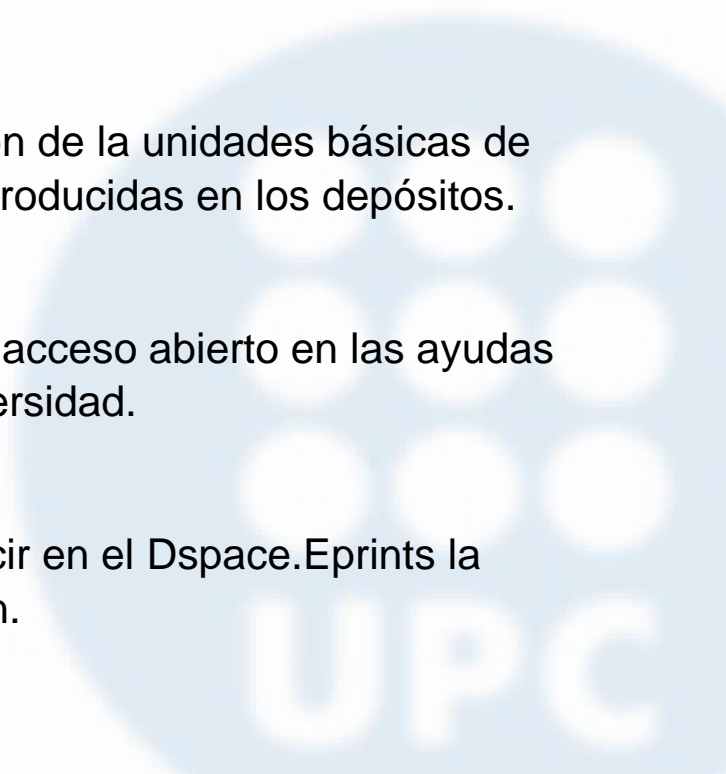 ón de la unidades básicas de
roducidas en los depósitos.
acceso abierto en las ayudas
ersidad.
cir en el Dspace.Eprints la
n.
UPC